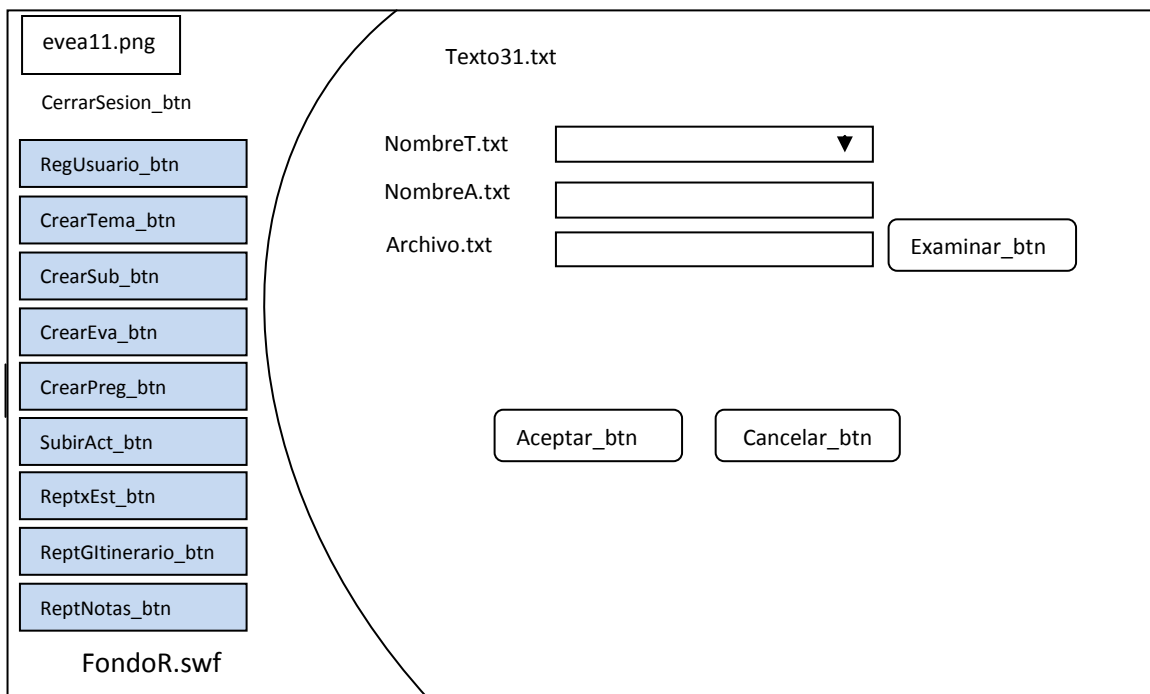 evea11.png
CerrarSesion_btn
RegUsuario_btn
CrearTema_btn
CrearSub_btn
CrearEva_btn
CrearPreg_btn
SubirAct_btn
ReptxEst_btn
ReptGItinerario_btn
ReptNotas_btn
FondoR.swf
Texto31.txt
NombreT.txt
NombreA.txt
Archivo.txt
Examinar_btn
Aceptar_btn
Cancelar_btn